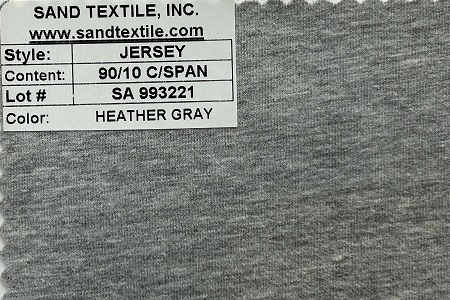 SAND TEXTILE, INC.
www.sandtextile.com
Style: JERSEY
Content: 90/10 C/SPAN
Lot # SA 993221
Color: HEATHER GRAY